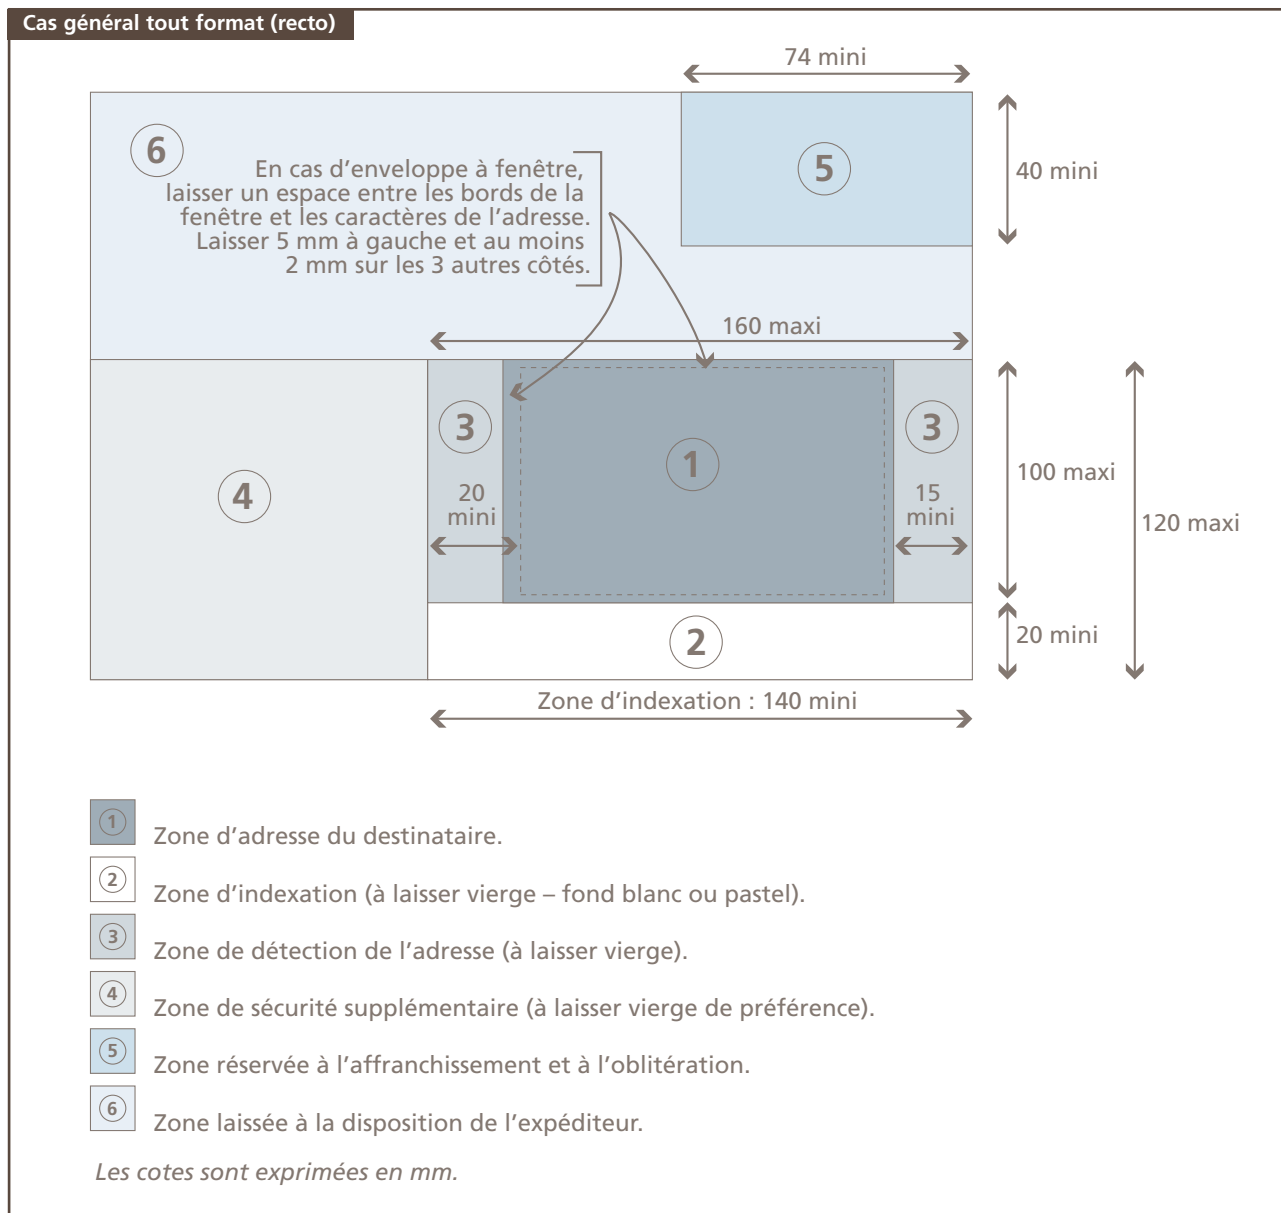 Cas général tout format (recto)
74 mini
6
En cas d’enveloppe à fenêtre,
laisser un espace entre les bords de la
fenêtre et les caractères de l’adresse.
Laisser 5 mm à gauche et au moins
2 mm sur les 3 autres côtés.
5
40 mini
160 maxi
3
3
1
4
20
mini
15
mini
100 maxi
120 maxi
2
20 mini
Zone d’indexation : 140 mini
1 Zone d’adresse du destinataire.
2 Zone d’indexation (à laisser vierge – fond blanc ou pastel).
3 Zone de détection de l’adresse (à laisser vierge).
4 Zone de sécurité supplémentaire (à laisser vierge de préférence).
5 Zone réservée à l’affranchissement et à l’oblitération.
6 Zone laissée à la disposition de l’expéditeur.
Les cotes sont exprimées en mm.